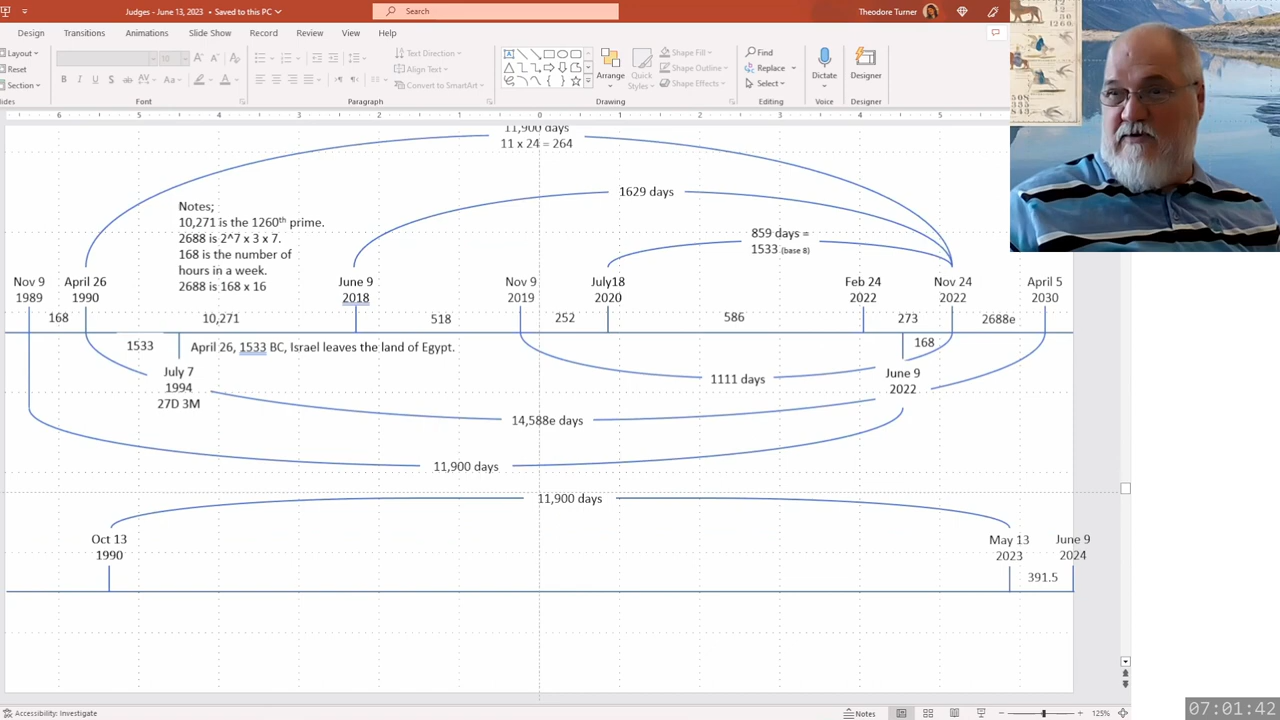 Judges - June 13, 2023 • Saved to this PC
Search
Theodore Turner
Design Transitions Animations Slide Show Record Review View Help
Layout
Reset
Section
Text Direction
Align Text
Convert to SmartArt
Arrange
Quick Styles
Shape Fill
Shape Outline
Shape Effects
Find
Replace
Select
Dictate
Designer
Font
Paragraph
Drawing
Editing
Voice
Designer
11,900 days
11 x 24 = 264
1629 days
859 days =
1533 (base 8)
Notes;
10,271 is the 1260th prime.
2688 is 2^7 x 3 x 7.
168 is the number of
hours in a week.
2688 is 168 x 16
Nov 9
1989
April 26
1990
June 9
2018
Nov 9
2019
July18
2020
Feb 24
2022
Nov 24
2022
April 5
2030
168
10,271
518
252
586
273
2688e
1533
April 26, 1533 BC, Israel leaves the land of Egypt.
168
July 7
1994
27D 3M
1111 days
June 9
2022
14,588e days
11,900 days
11,900 days
Oct 13
1990
May 13
2023
June 9
2024
391.5
Accessibility: Investigate
Notes
125%
07:01:42